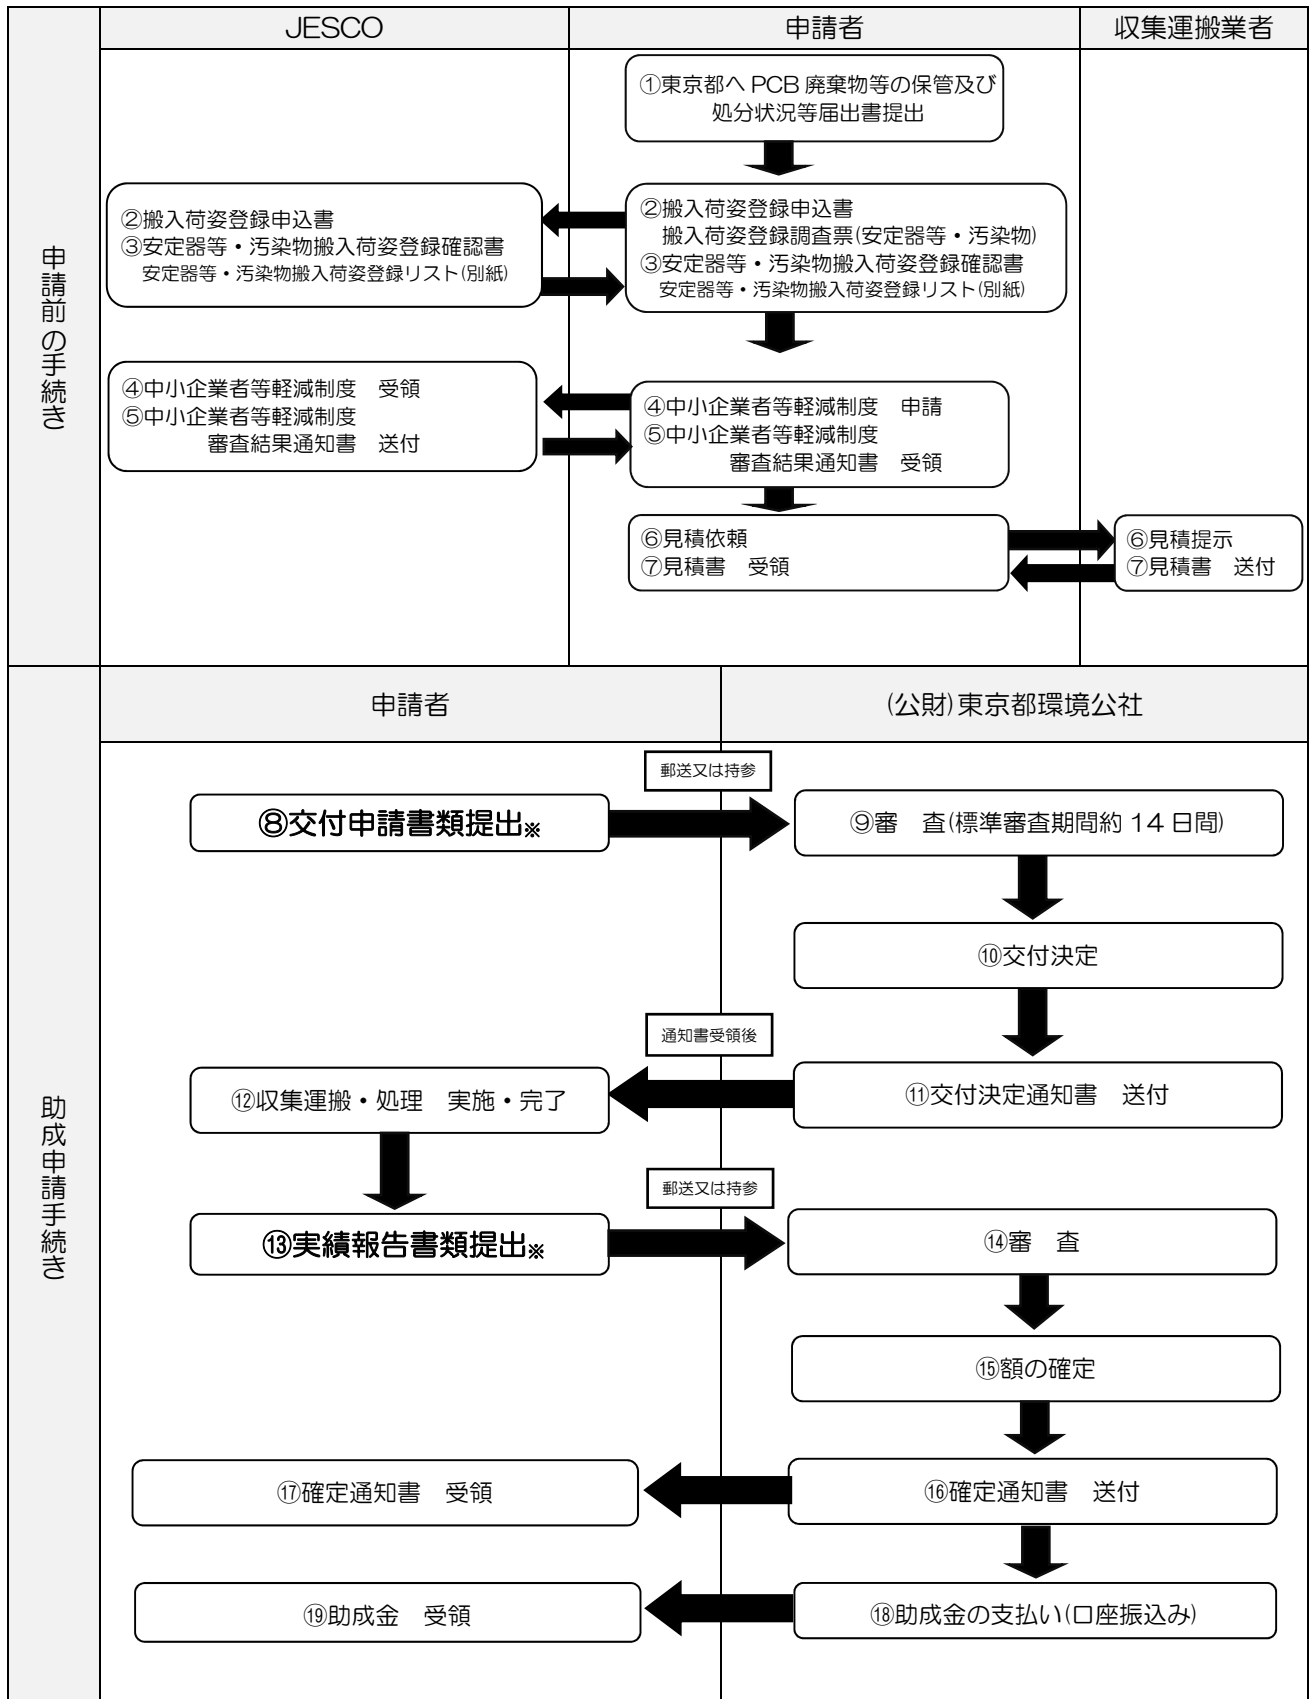 JESCO
申請者
収集運搬業者
申請前の手続き
①東京都へ PCB 廃棄物等の保管及び
処分状況等届出書提出
②搬入荷姿登録申込書
③安定器等・汚染物搬入荷姿登録確認書
安定器等・汚染物搬入荷姿登録リスト(別紙)
②搬入荷姿登録申込書
搬入荷姿登録調査票(安定器等・汚染物)
③安定器等・汚染物搬入荷姿登録確認書
安定器等・汚染物搬入荷姿登録リスト(別紙)
④中小企業者等軽減制度　受領
⑤中小企業者等軽減制度
審査結果通知書　送付
④中小企業者等軽減制度　申請
⑤中小企業者等軽減制度
審査結果通知書　受領
⑥見積依頼
⑦見積書　受領
⑥見積提示
⑦見積書　送付
助成申請手続き
申請者
(公財)東京都環境公社
郵送又は持参
⑧交付申請書類提出※
⑨審　査(標準審査期間約 14 日間)
⑩交付決定
通知書受領後
⑫収集運搬・処理　実施・完了
⑪交付決定通知書　送付
郵送又は持参
⑬実績報告書類提出※
⑭審　査
⑮額の確定
⑰確定通知書　受領
⑯確定通知書　送付
⑲助成金　受領
⑱助成金の支払い(口座振込み)